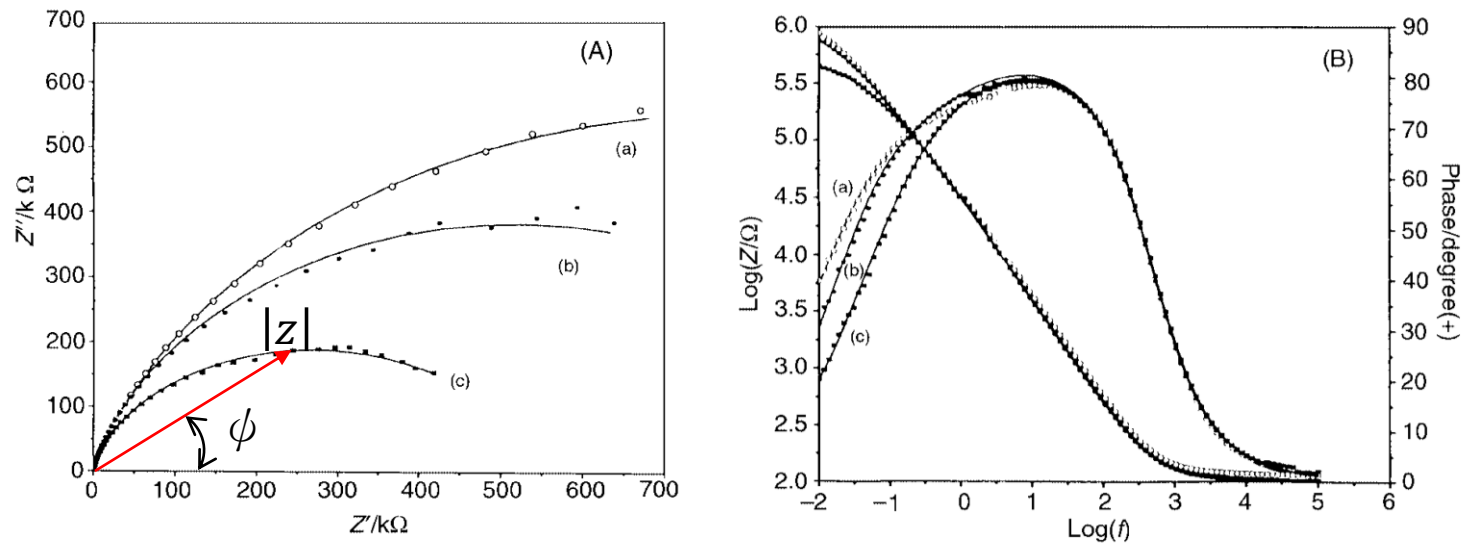 (A)
700
600
500
400
300
200
100
0
Z''/k Ω
(a)
(b)
(c)
|z|
ϕ
0 100 200 300 400 500 600 700
Z'/kΩ
(B)
6.0
5.5
5.0
4.5
4.0
3.5
3.0
2.5
2.0
Log(Z/Ω)
(a)
(b)
(c)
90
80
70
60
50
40
30
20
10
0
Phase/degree(+)
−2 −1 0 1 2 3 4 5 6
Log(f)